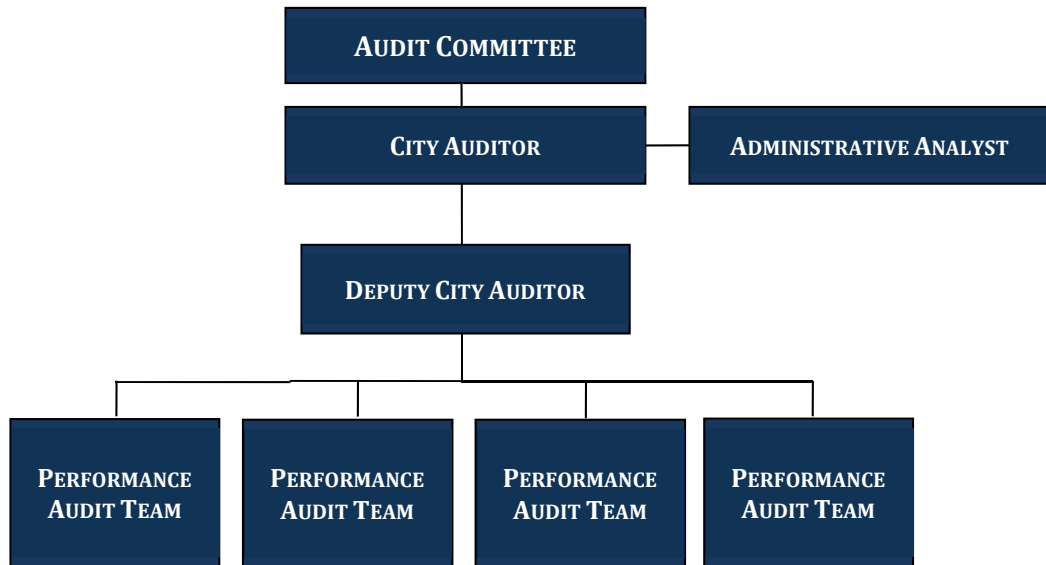 AUDIT COMMITTEE
CITY AUDITOR
ADMINISTRATIVE ANALYST
DEPUTY CITY AUDITOR
PERFORMANCE
AUDIT TEAM
PERFORMANCE
AUDIT TEAM
PERFORMANCE
AUDIT TEAM
PERFORMANCE
AUDIT TEAM